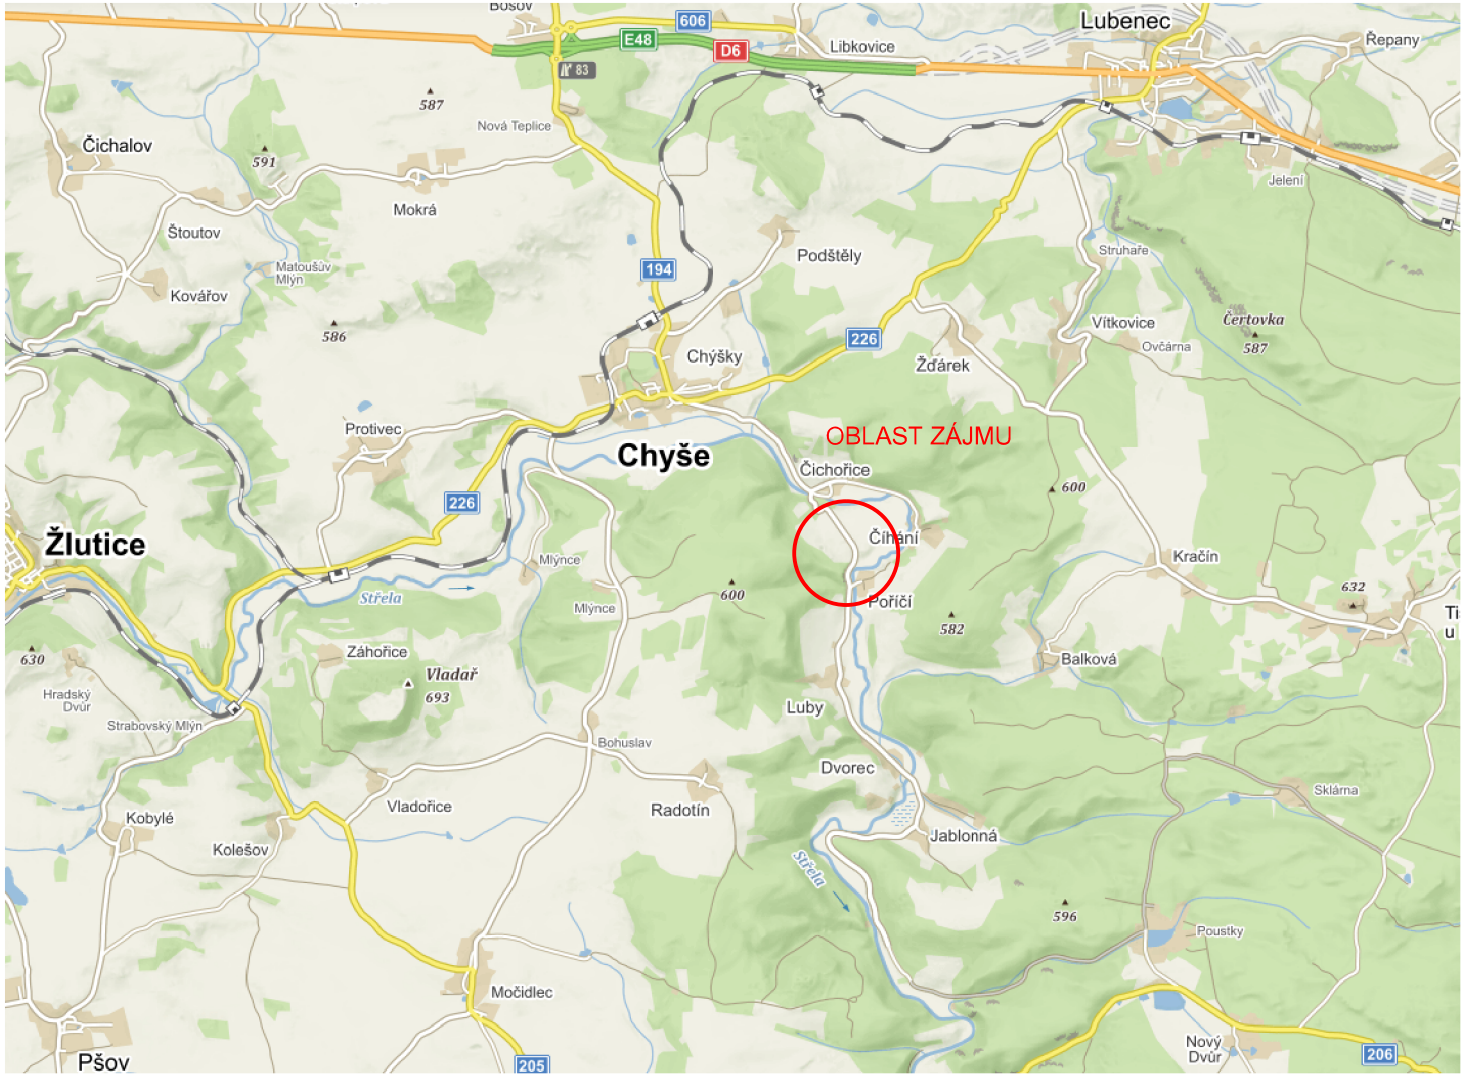 Bošov
606
Lubenec
E48
D6
Libkovice
Řepany
83
587
Nová Teplice
Čichalov
591
Jelení
Mokrá
Štoutov
Struhaře
Podštěly
194
Matoušův
Mlýn
Kovářov
586
Čertovka
587
Vítkovice
Ovčárna
226
Chýšky
Žďárek
Protivec
OBLAST ZÁJMU
Chyše
Čichořice
600
226
Žlutice
Číhání
Kračín
Mlýnce
Střela
600
632
Mlýnce
Poříčí
Ti
u
582
630
Záhořice
Balková
Vladař
693
Hradský
Dvůr
Luby
Strabovský Mlýn
Bohuslav
Dvorec
Sklárna
Vladořice
Radotín
Kobylé
Jablonná
Kolešov
Střela
596
Poustky
Močidlec
Nový
Dvůr
206
Pšov
205